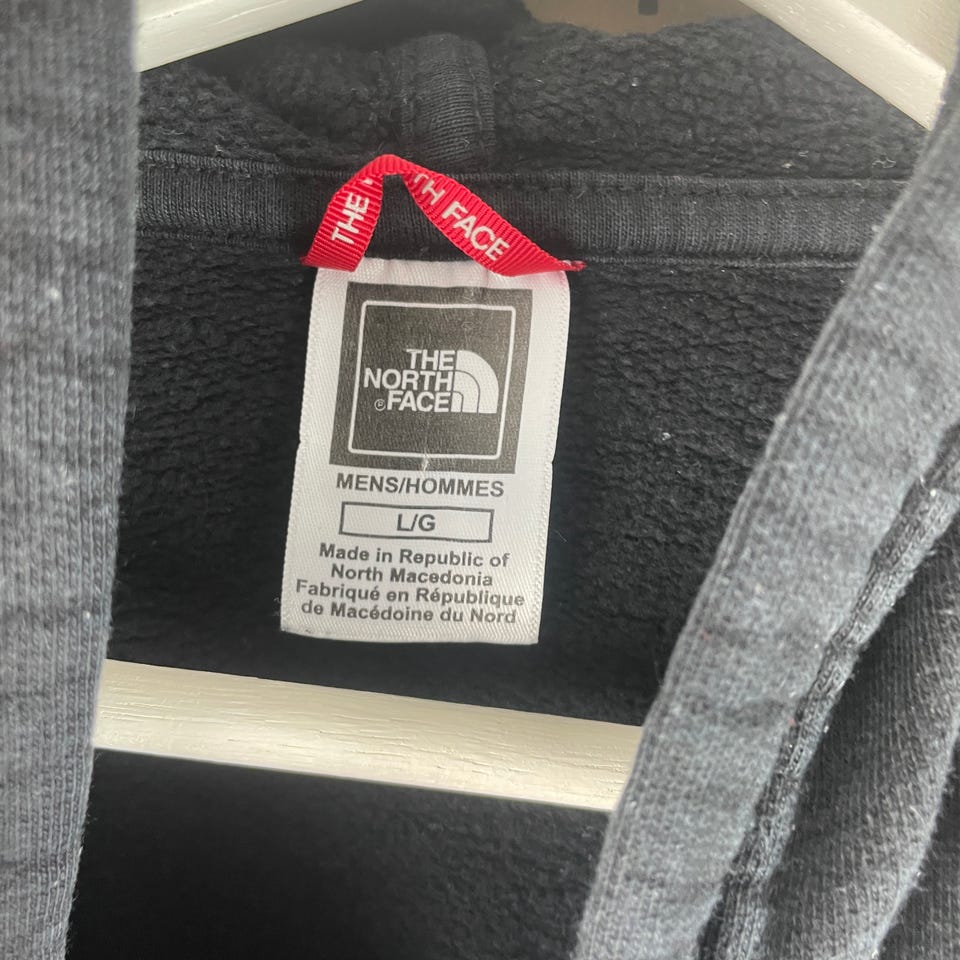 THE NORTH FACE
THE
NORTH
℗ FACE
MENS/HOMMES
L/G
Made in Republic of
North Macedonia
Fabriqué en République
de Macédoine du Nord